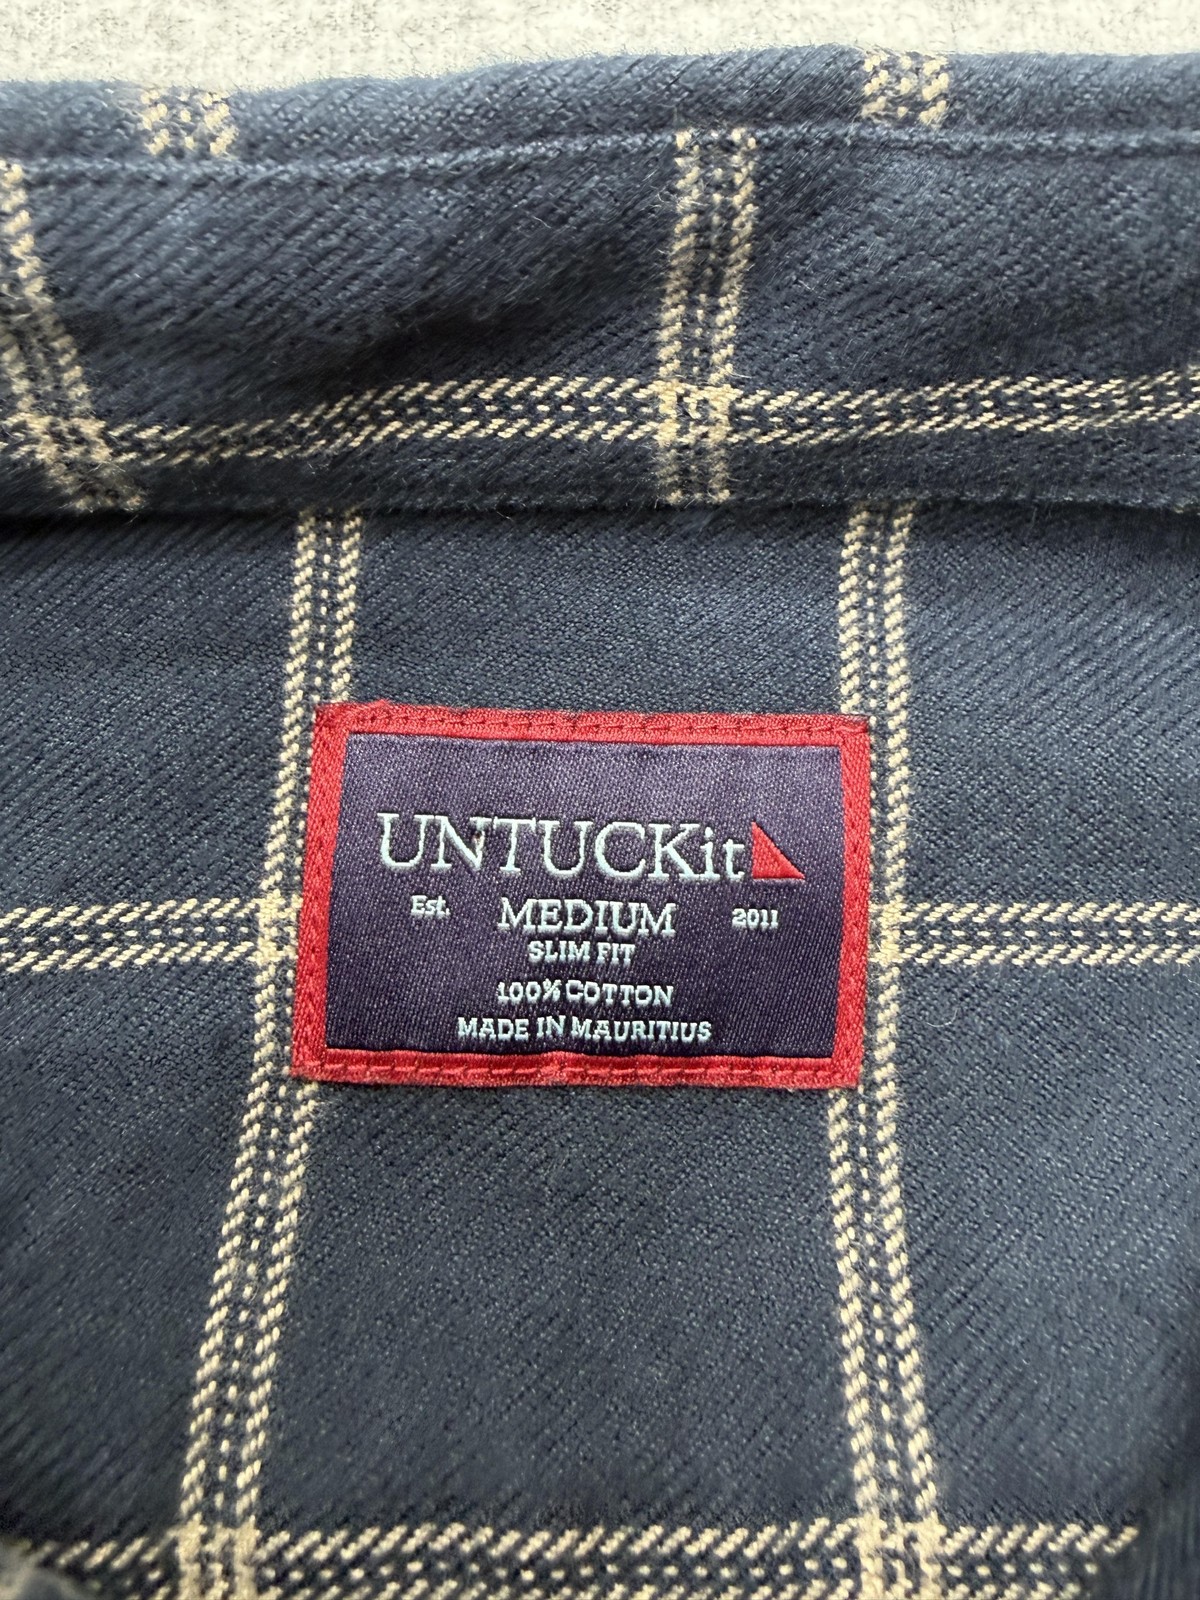 UNTUCKit
Est. MEDIUM 2011
SLIM FIT
100% COTTON
MADE IN MAURITIUS